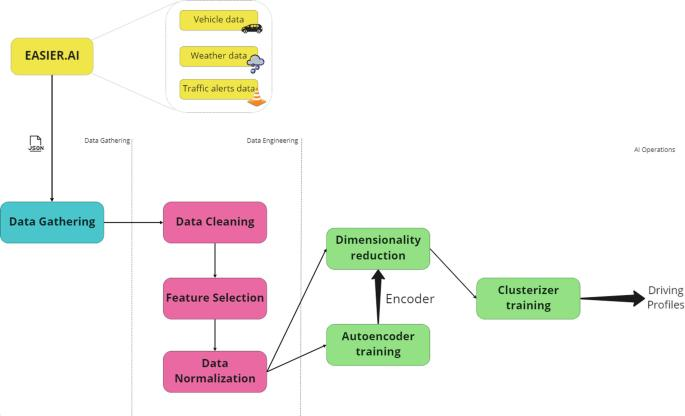 Vehicle data
EASIER.AI
Weather data
Traffic alerts data
JSON
Data Gathering
Data Engineering
AI Operations
Data Gathering
Data Cleaning
Dimensionality
reduction
Feature Selection
Encoder
Clusterizer
training
Driving
Profiles
Autoencoder
training
Data
Normalization